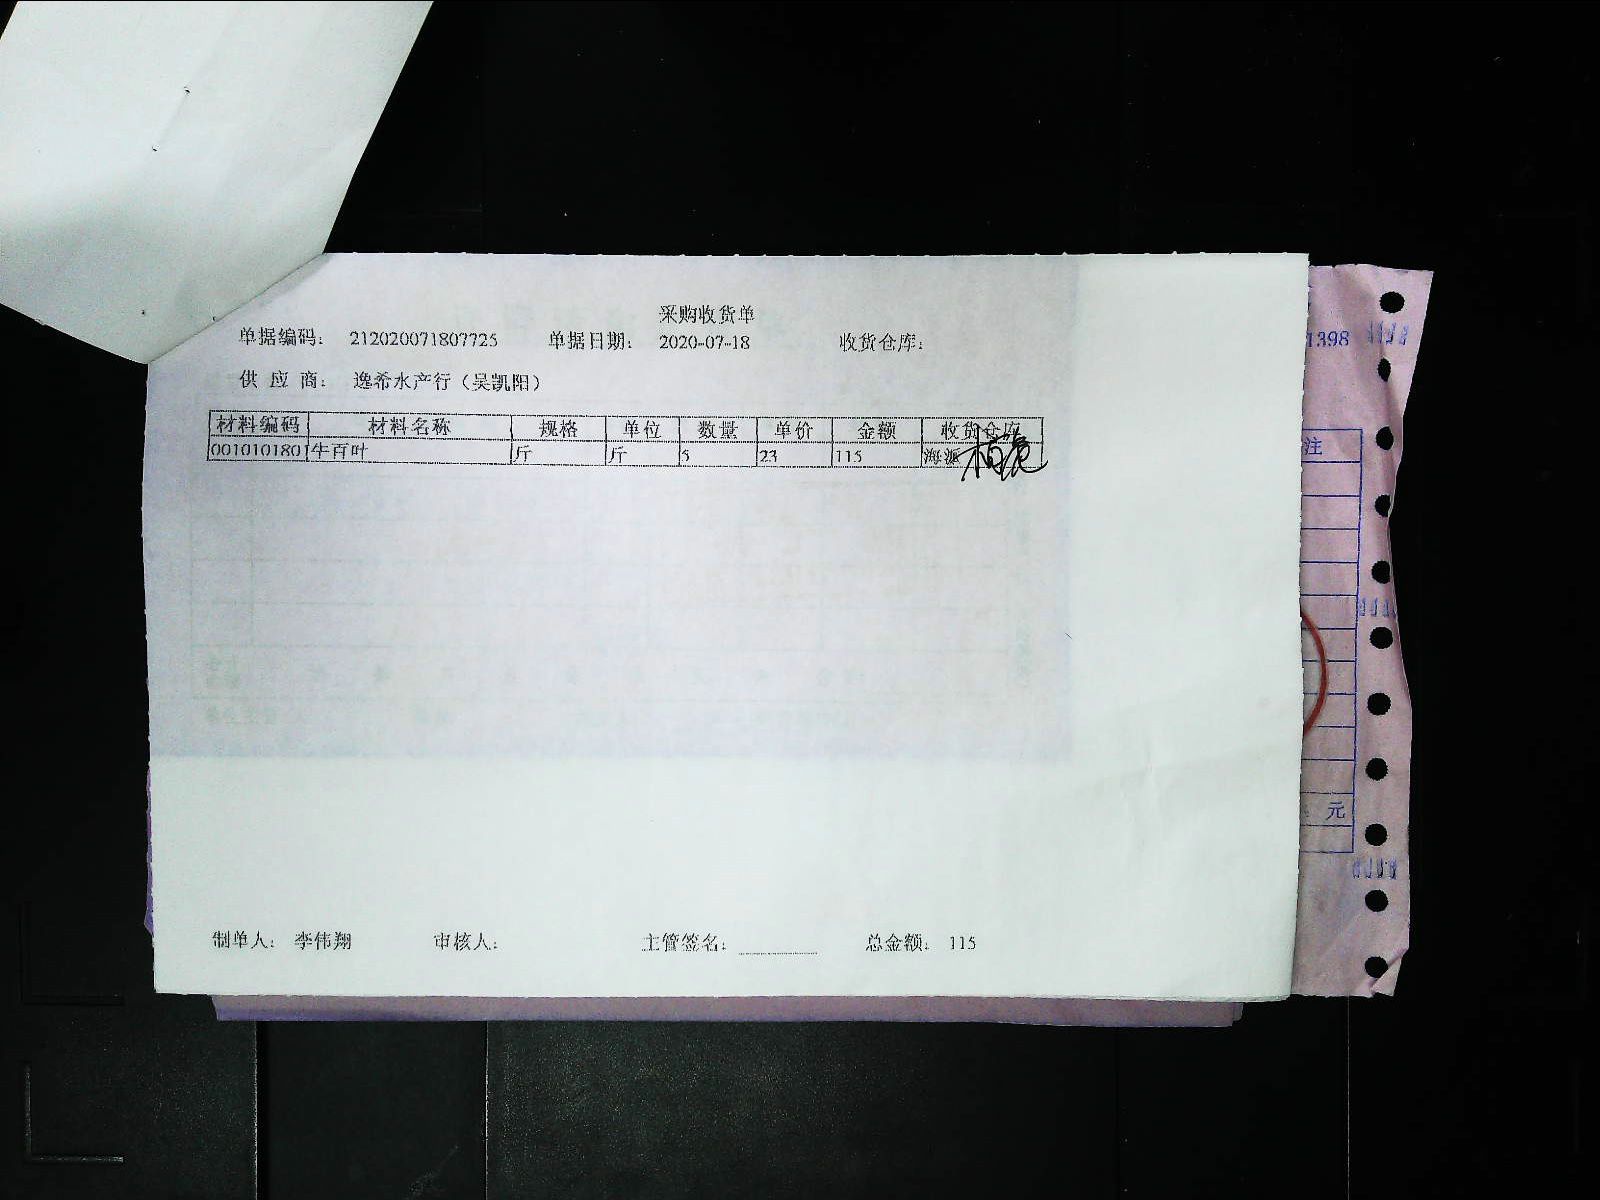 采购收货单
单据编码： 212020071807725 单据日期： 2020-07-18 收货仓库：
供 应 商： 逸希水产行（吴凯阳）
材料编码 材料名称 规格 单位 数量 单价 金额 收货仓库
001010180 牛百叶 斤 斤 5 23 115 海源
制单人： 李伟翔 审核人： 主管签名： 总金额： 115
1398
注
元